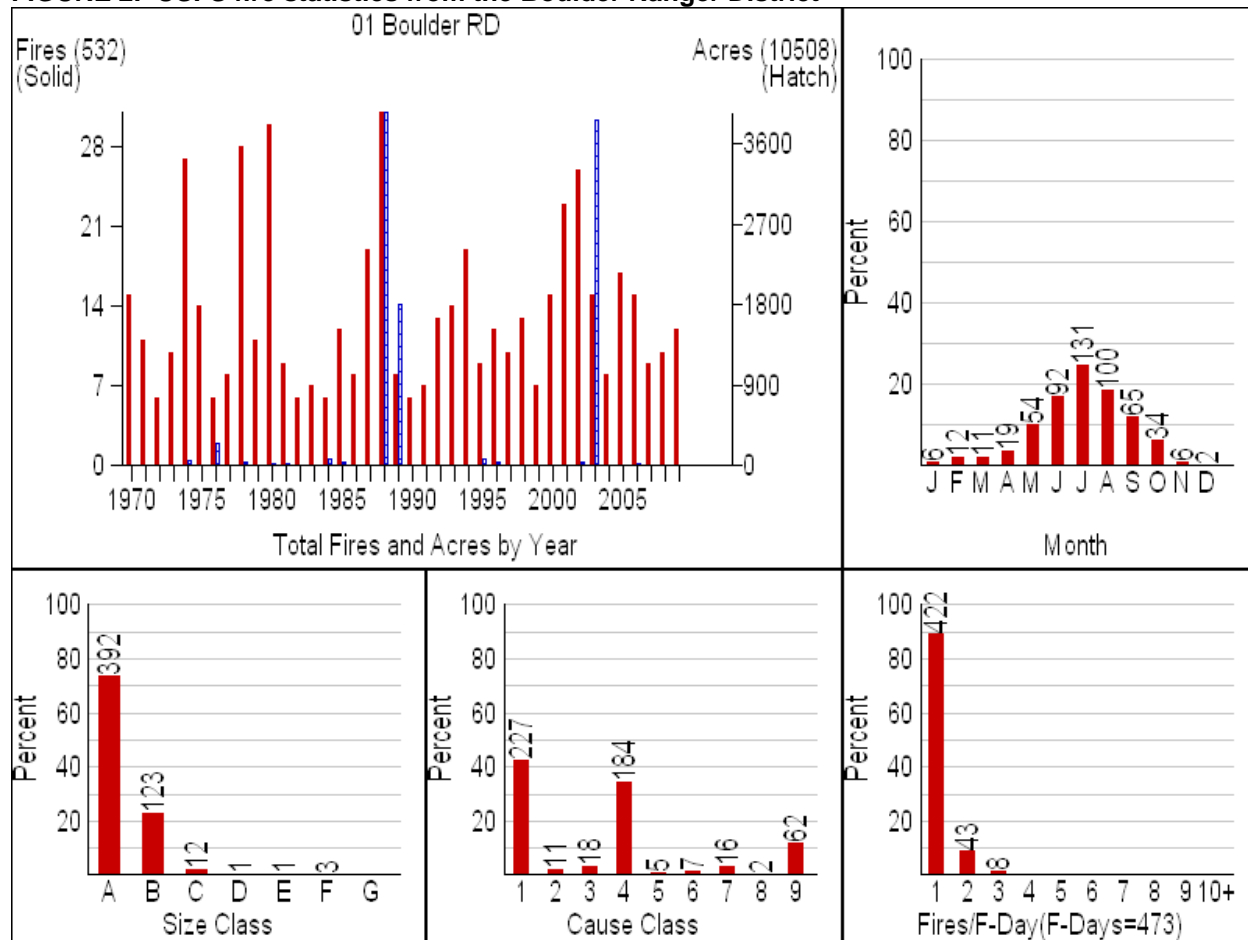 01 Boulder RD
Fires (532)
(Solid)
Acres (10508)
(Hatch)
28
21
14
7
0
3600
2700
1800
900
0
1970 1975 1980 1985 1990 1995 2000 2005
Total Fires and Acres by Year
100
80
60
40
20
Percent
6 12 11 19 54 92 131 100 65 34 6 2
J F M A M J J A S O N D
Month
100
80
60
40
20
Percent
392 123 12 1 1 3
A B C D E F G
Size Class
100
80
60
40
20
Percent
227 11 18 184 5 7 16 2 62
1 2 3 4 5 6 7 8 9
Cause Class
100
80
60
40
20
Percent
422 43 8
1 2 3 4 5 6 7 8 9 10+
Fires/F-Day(F-Days=473)